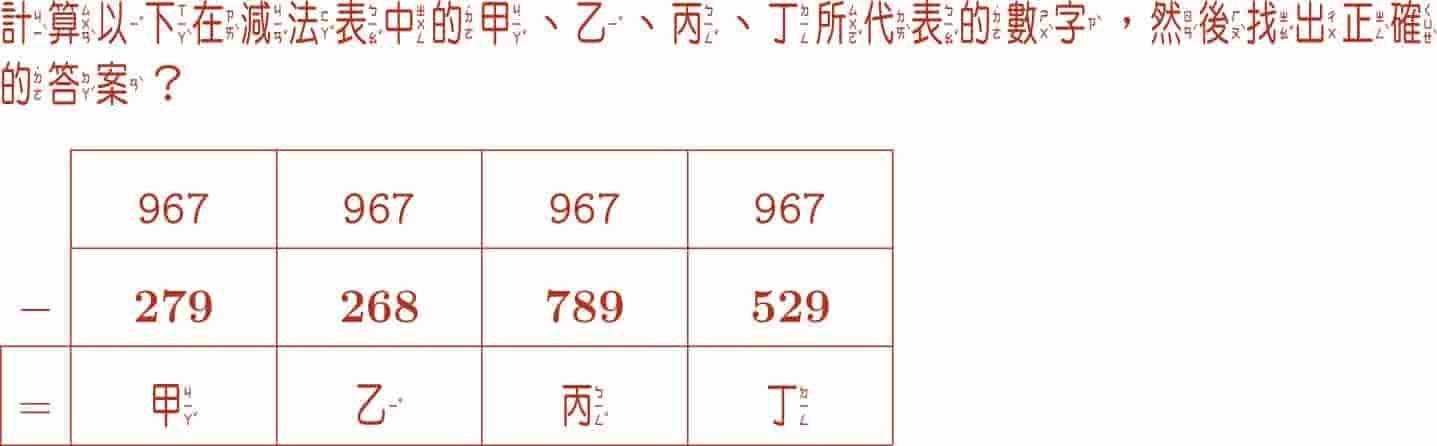 計算以下在減法表中的甲、乙、丙、丁所代表的數字，然後找出正確
的答案？
967 967 967 967
− 279 268 789 529
= 甲 乙 丙 丁